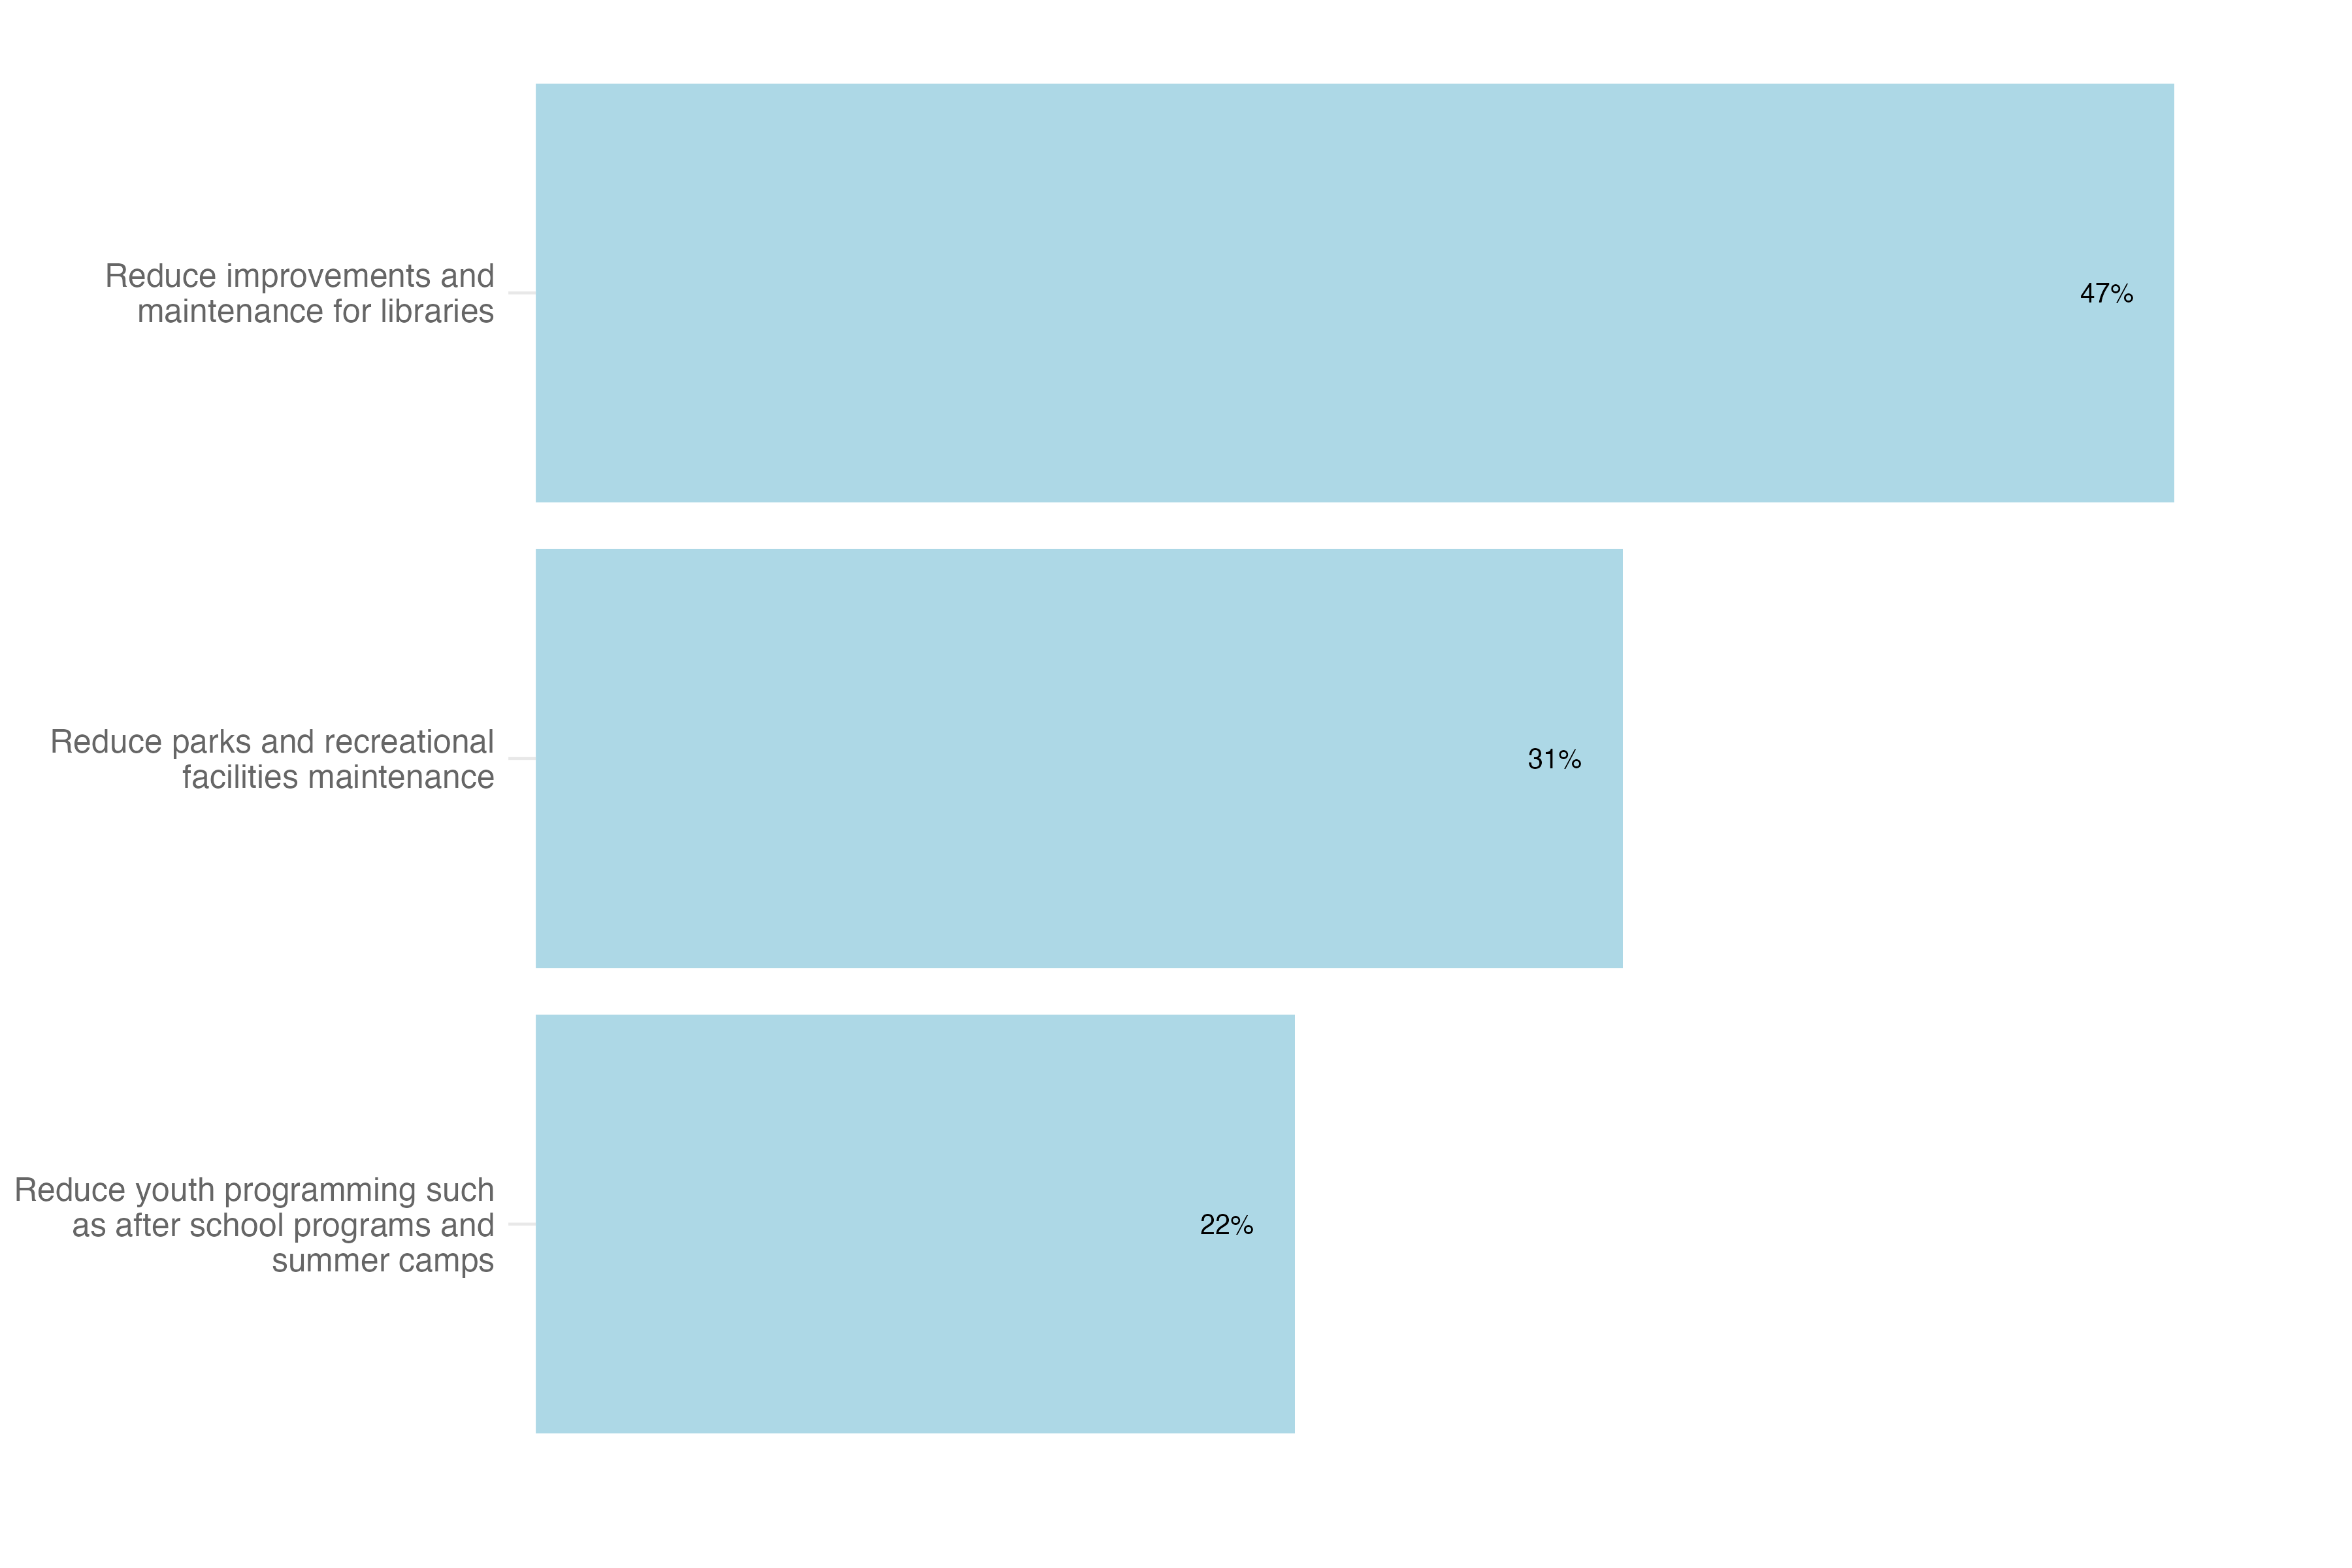 Reduce improvements and
maintenance for libraries
47%
Reduce parks and recreational
facilities maintenance
31%
Reduce youth programming such
as after school programs and
summer camps
22%